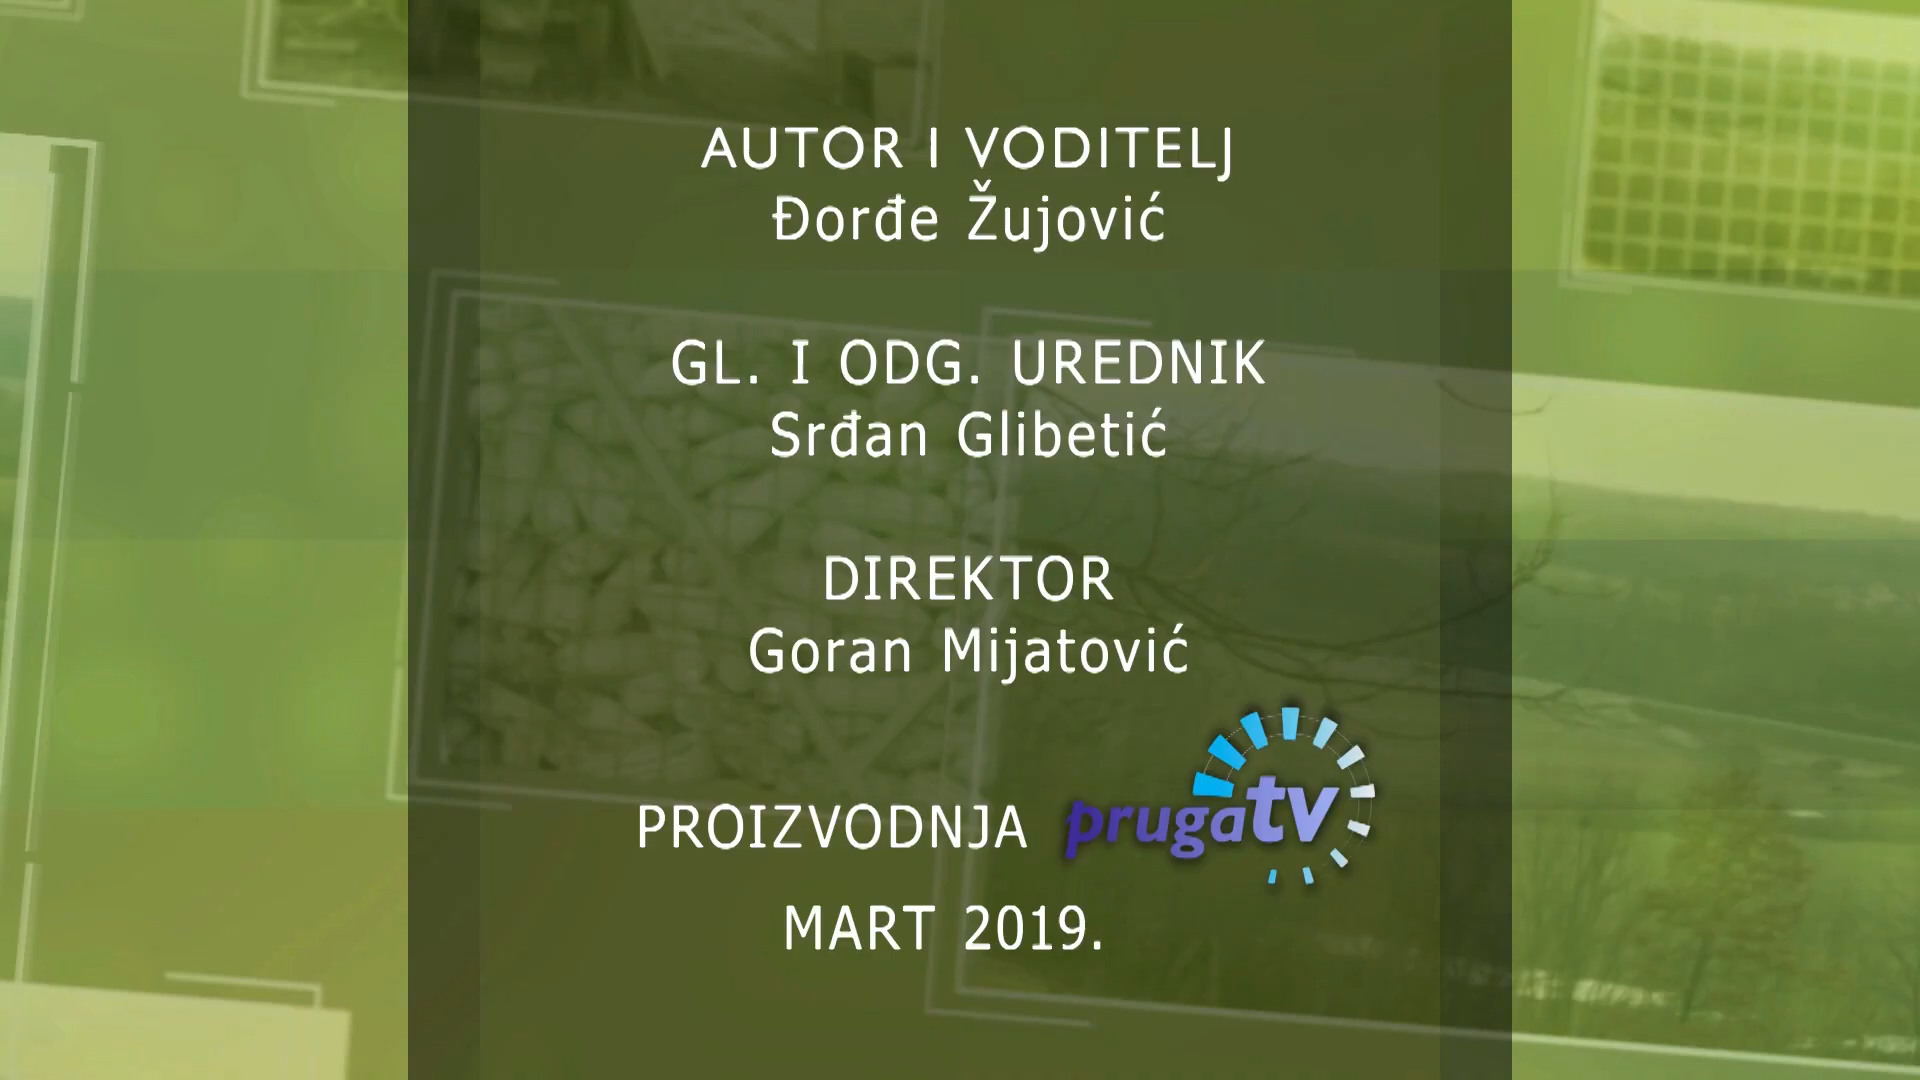 AUTOR I VODITELJ
Đorđe Žujović
GL. I ODG. UREDNIK
Srđan Glibetić
DIREKTOR
Goran Mijatović
PROIZVODNJA prugatv
MART 2019.